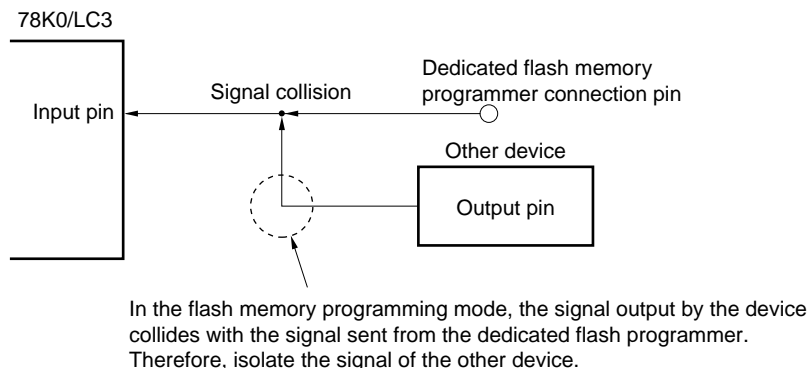 78K0/LC3
Dedicated flash memory
programmer connection pin
Signal collision
Input pin
Other device
Output pin
In the flash memory programming mode, the signal output by the device
collides with the signal sent from the dedicated flash programmer.
Therefore, isolate the signal of the other device.